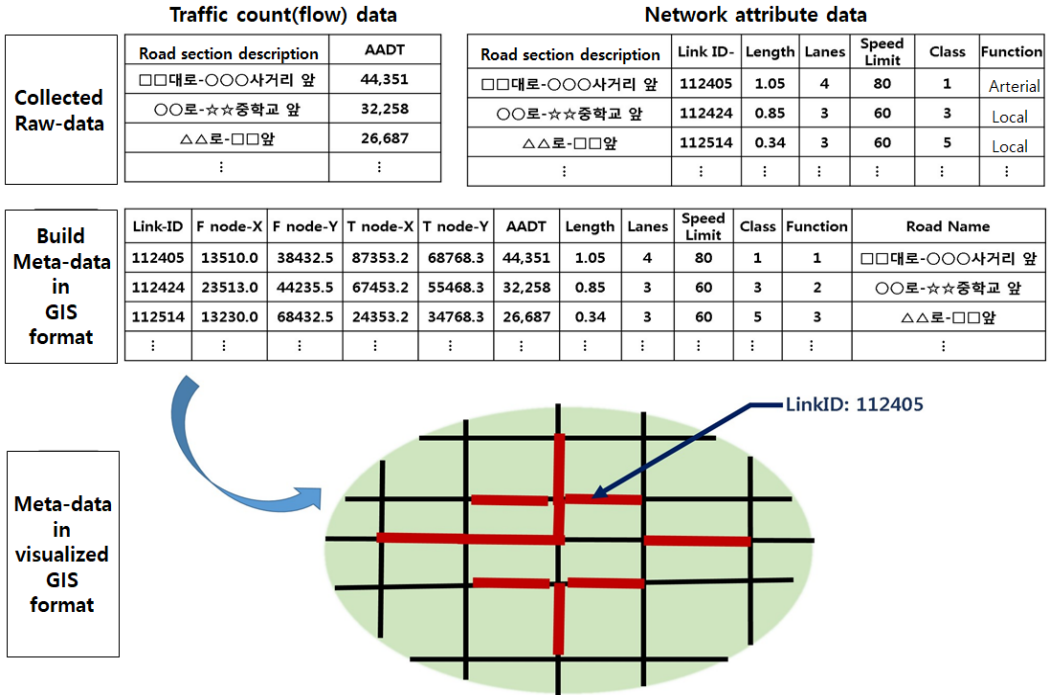 Traffic count(flow) data
Network attribute data
Collected
Raw-data
Road section description AADT
□□대로-○○○사거리 앞 44,351
○○로-☆☆중학교 앞 32,258
△△로-□□앞 26,687
⋮ ⋮
Road section description Link ID- Length Lanes Speed Limit Class Function
□□대로-○○○사거리 앞 112405 1.05 4 80 1 Arterial
○○로-☆☆중학교 앞 112424 0.85 3 60 3 Local
△△로-□□앞 112514 0.34 3 60 5 Local
⋮ ⋮ ⋮ ⋮ ⋮ ⋮ ⋮
Build
Meta-data
in
GIS
format
Link-ID F node-X F node-Y T node-X T node-Y AADT Length Lanes Speed Limit Class Function Road Name
112405 13510.0 38432.5 87353.2 68768.3 44,351 1.05 4 80 1 1 □□대로-○○○사거리 앞
112424 23513.0 44235.5 67453.2 55468.3 32,258 0.85 3 60 3 2 ○○로-☆☆중학교 앞
112514 13230.0 68432.5 24353.2 34768.3 26,687 0.34 3 60 5 3 △△로-□□앞
⋮ ⋮ ⋮ ⋮ ⋮ ⋮ ⋮ ⋮ ⋮ ⋮ ⋮ ⋮
LinkID: 112405
Meta-data
in
visualized
GIS
format